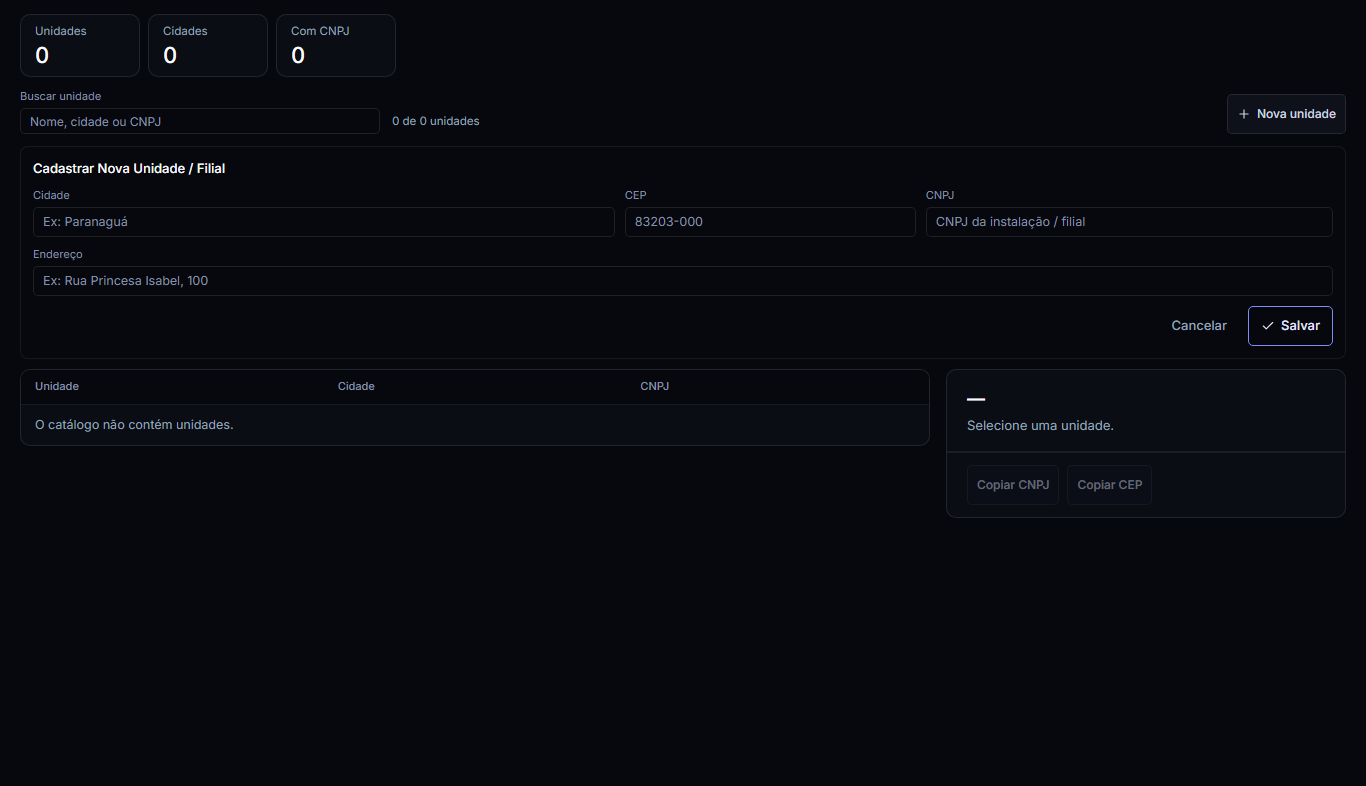 Unidades
0
Cidades
0
Com CNPJ
0
Buscar unidade
Nome, cidade ou CNPJ
0 de 0 unidades
Nova unidade
Cadastrar Nova Unidade / Filial
Cidade
CEP
CNPJ
Ex: Paranaguá
83203-000
CNPJ da instalação / filial
Endereço
Ex: Rua Princesa Isabel, 100
Cancelar
Salvar
Unidade
Cidade
CNPJ
O catálogo não contém unidades.
—
Selecione uma unidade.
Copiar CNPJ
Copiar CEP